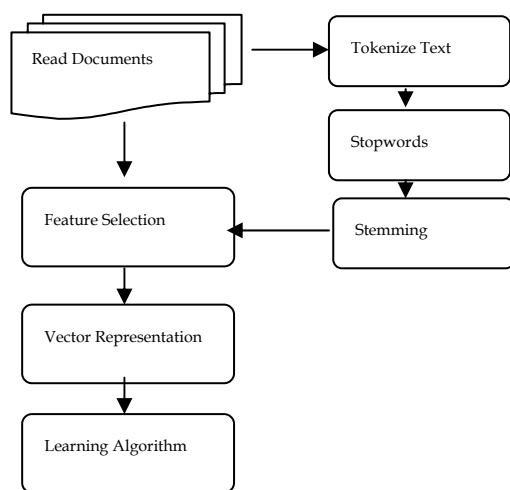 Read Documents
Tokenize Text
Stopwords
Stemming
Feature Selection
Vector Representation
Learning Algorithm